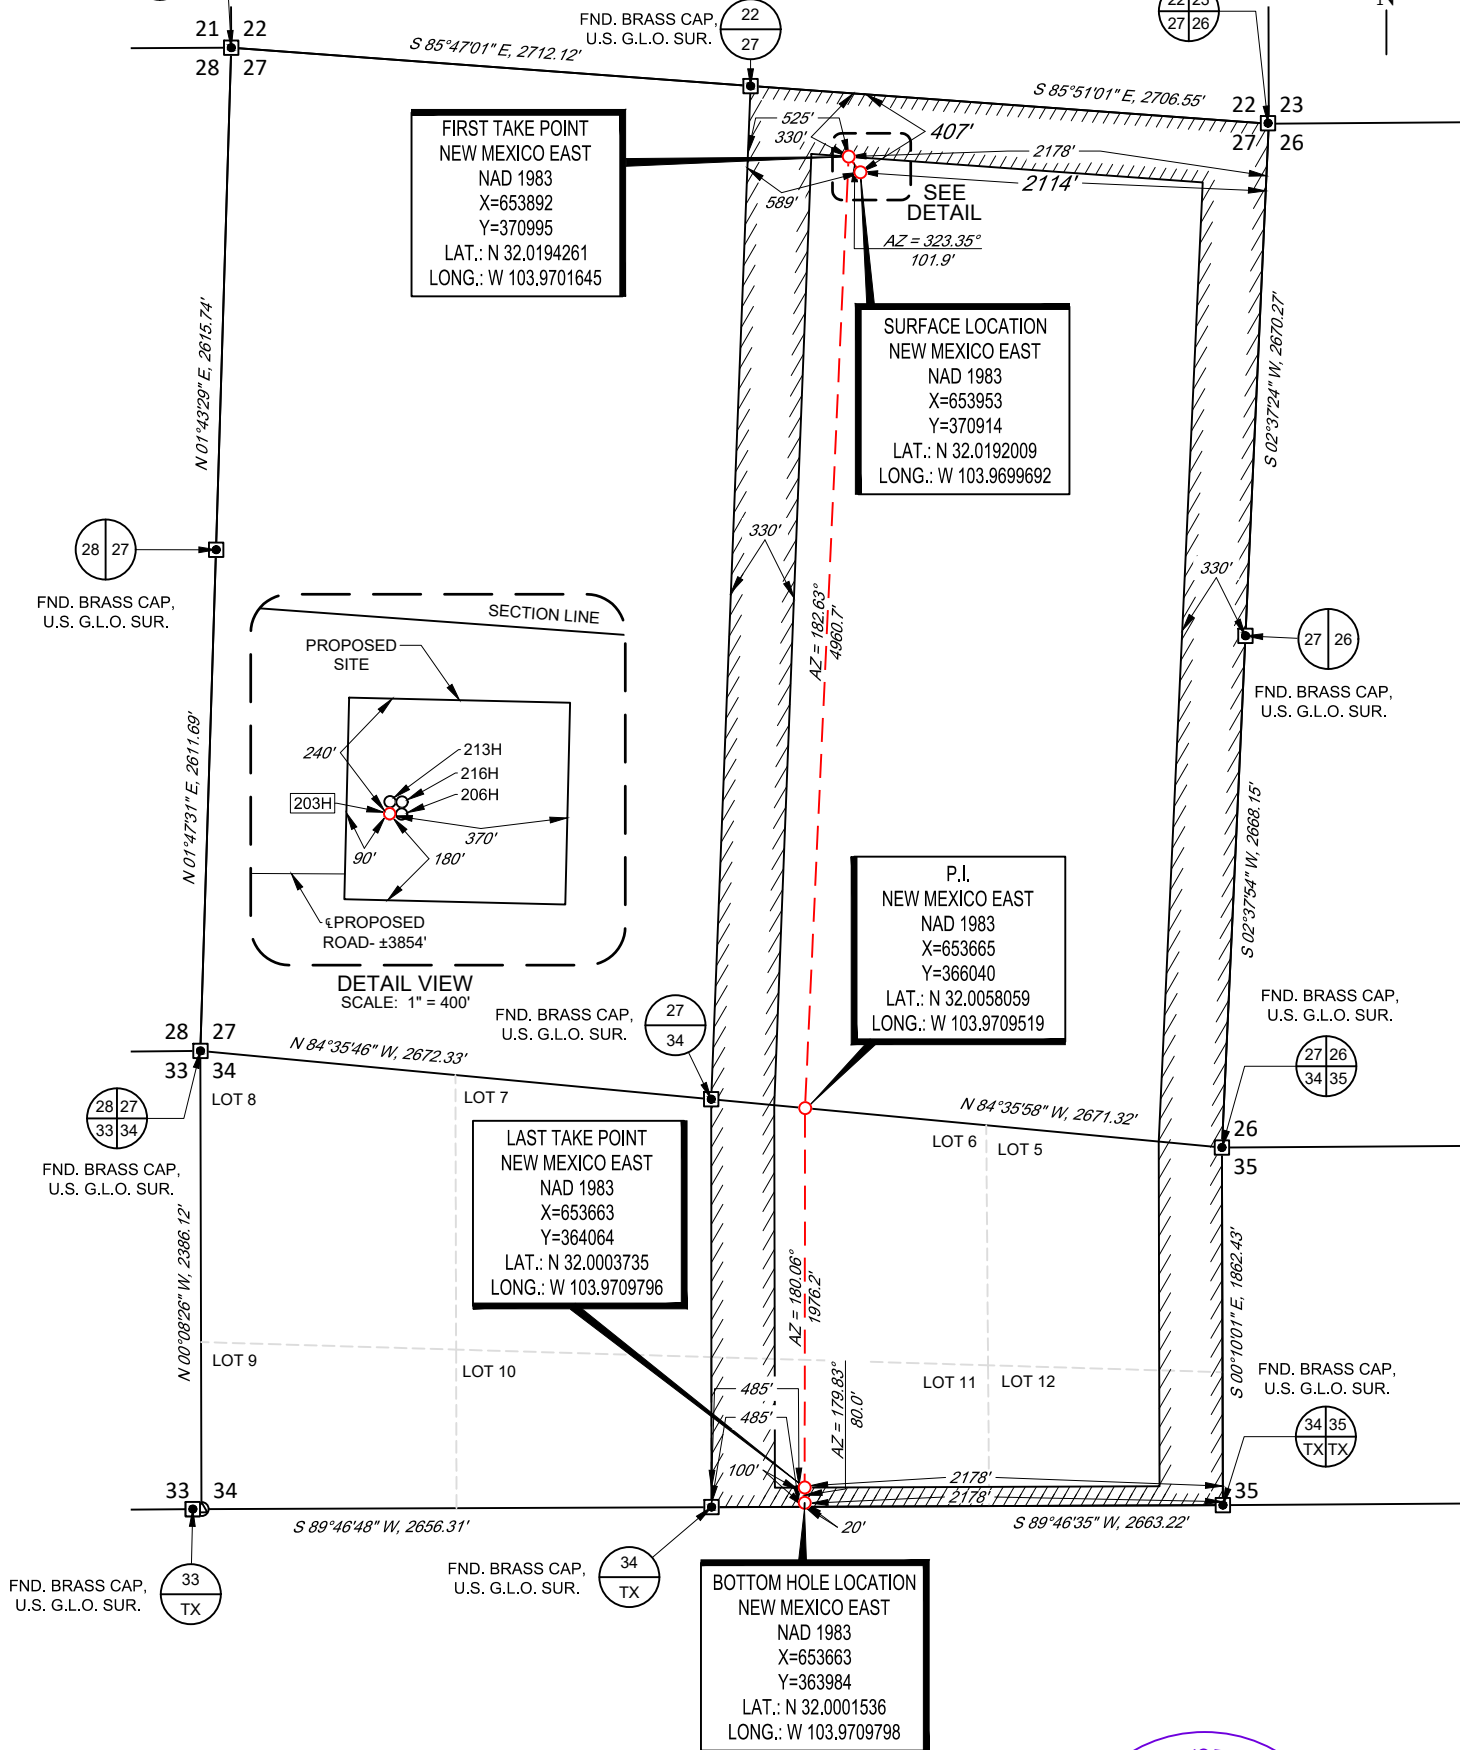 FND. BRASS CAP,
U.S. G.L.O. SUR.
22
27
22 23
27 26
N
21 22
28 27
S 85°47'01" E, 2712.12'
S 85°51'01" E, 2706.55'
22 23
27 26
FIRST TAKE POINT
NEW MEXICO EAST
NAD 1983
X=653892
Y=370995
LAT.: N 32.0194261
LONG.: W 103.9701645
525'
330'
407'
2178'
2114'
589'
SEE
DETAIL
AZ = 323.35°
101.9'
SURFACE LOCATION
NEW MEXICO EAST
NAD 1983
X=653953
Y=370914
LAT.: N 32.0192009
LONG.: W 103.9699692
N 01°43'29" E, 2615.74'
S 02°37'24" W, 2670.27'
28 27
FND. BRASS CAP,
U.S. G.L.O. SUR.
330'
330'
AZ = 182.63°
4960.7'
27 26
FND. BRASS CAP,
U.S. G.L.O. SUR.
SECTION LINE
PROPOSED
SITE
240'
213H
216H
206H
203H
370'
90'
180'
℄PROPOSED
ROAD- ±3854'
DETAIL VIEW
SCALE: 1" = 400'
N 01°47'31" E, 2611.69'
S 02°37'54" W, 2668.15'
P.I.
NEW MEXICO EAST
NAD 1983
X=653665
Y=366040
LAT.: N 32.0058059
LONG.: W 103.9709519
FND. BRASS CAP,
U.S. G.L.O. SUR.
27
34
FND. BRASS CAP,
U.S. G.L.O. SUR.
27 26
34 35
28 27
33 34
N 84°35'46" W, 2672.33'
N 84°35'58" W, 2671.32'
LOT 8
LOT 7
LOT 6
LOT 5
26
35
28 27
33 34
FND. BRASS CAP,
U.S. G.L.O. SUR.
LAST TAKE POINT
NEW MEXICO EAST
NAD 1983
X=653663
Y=364064
LAT.: N 32.0003735
LONG.: W 103.9709796
N 00°08'26" W, 2386.12'
AZ = 180.06°
1976.2'
S 00°10'01" E, 1862.43'
LOT 9
LOT 10
LOT 11
LOT 12
FND. BRASS CAP,
U.S. G.L.O. SUR.
34 35
TX TX
485'
485'
AZ = 179.83°
80.0'
100'
2178'
2178'
20'
33 34
35
S 89°46'48" W, 2656.31'
S 89°46'35" W, 2663.22'
FND. BRASS CAP,
U.S. G.L.O. SUR.
33
TX
FND. BRASS CAP,
U.S. G.L.O. SUR.
34
TX
BOTTOM HOLE LOCATION
NEW MEXICO EAST
NAD 1983
X=653663
Y=363984
LAT.: N 32.0001536
LONG.: W 103.9709798